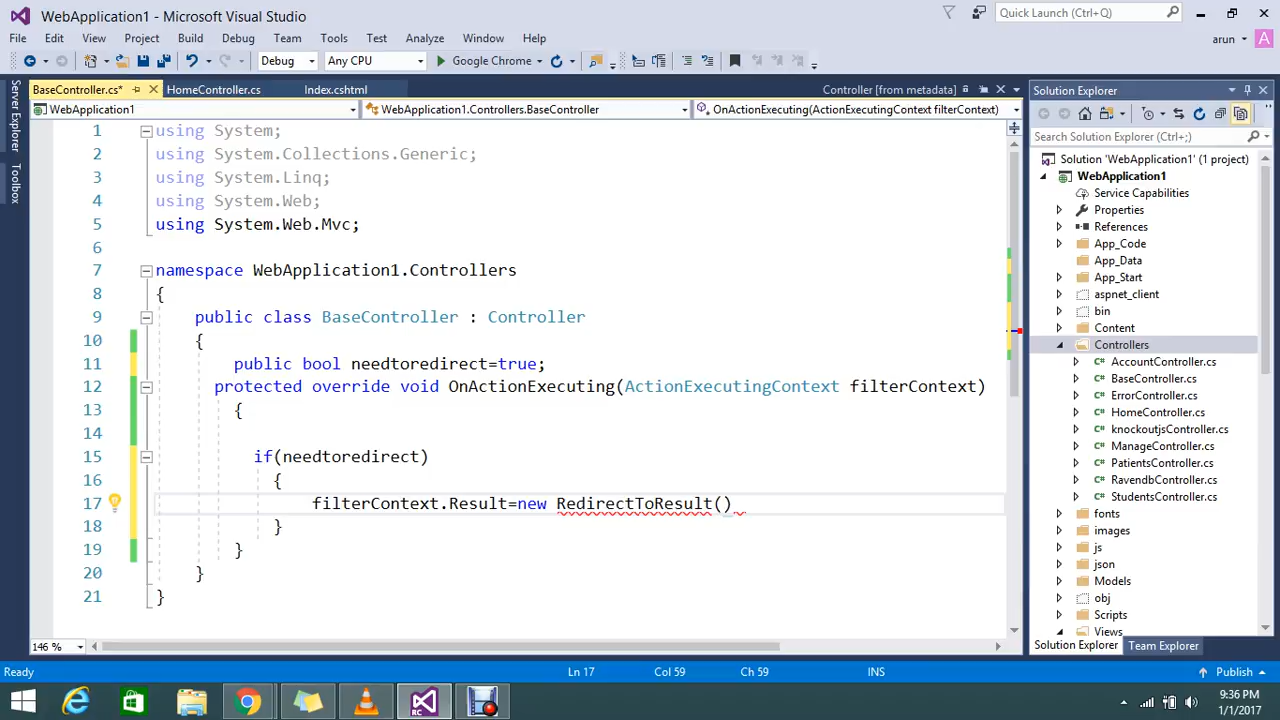 WebApplication1 - Microsoft Visual Studio
Quick Launch (Ctrl+Q)
File Edit View Project Build Debug Team Tools Test Analyze Window Help
arun A
Debug Any CPU Google Chrome
BaseController.cs* HomeController.cs Index.cshtml Controller [from metadata]
WebApplication1 WebApplication1.Controllers.BaseController OnActionExecuting(ActionExecutingContext filterContext)
Server Explorer
Toolbox
1 using System;
2 using System.Collections.Generic;
3 using System.Linq;
4 using System.Web;
5 using System.Web.Mvc;
6
7 namespace WebApplication1.Controllers
8 {
9 public class BaseController : Controller
10 {
11 public bool needtoredirect=true;
12 protected override void OnActionExecuting(ActionExecutingContext filterContext)
13 {
14
15 if(needtoredirect)
16 {
17 filterContext.Result=new RedirectToResult()
18 }
19 }
20 }
21 }
146 %
Solution Explorer
Search Solution Explorer (Ctrl+;)
Solution 'WebApplication1' (1 project)
WebApplication1
Service Capabilities
Properties
References
App_Code
App_Data
App_Start
aspnet_client
bin
Content
Controllers
C# AccountController.cs
C# BaseController.cs
C# ErrorController.cs
C# HomeController.cs
C# knockoutjsController.cs
C# ManageController.cs
C# PatientsController.cs
C# RavendbController.cs
C# StudentsController.cs
fonts
images
js
json
Models
obj
Scripts
Views
Solution Explorer Team Explorer
Ready Ln 17 Col 59 Ch 59 INS Publish
RC
9:36 PM
1/1/2017